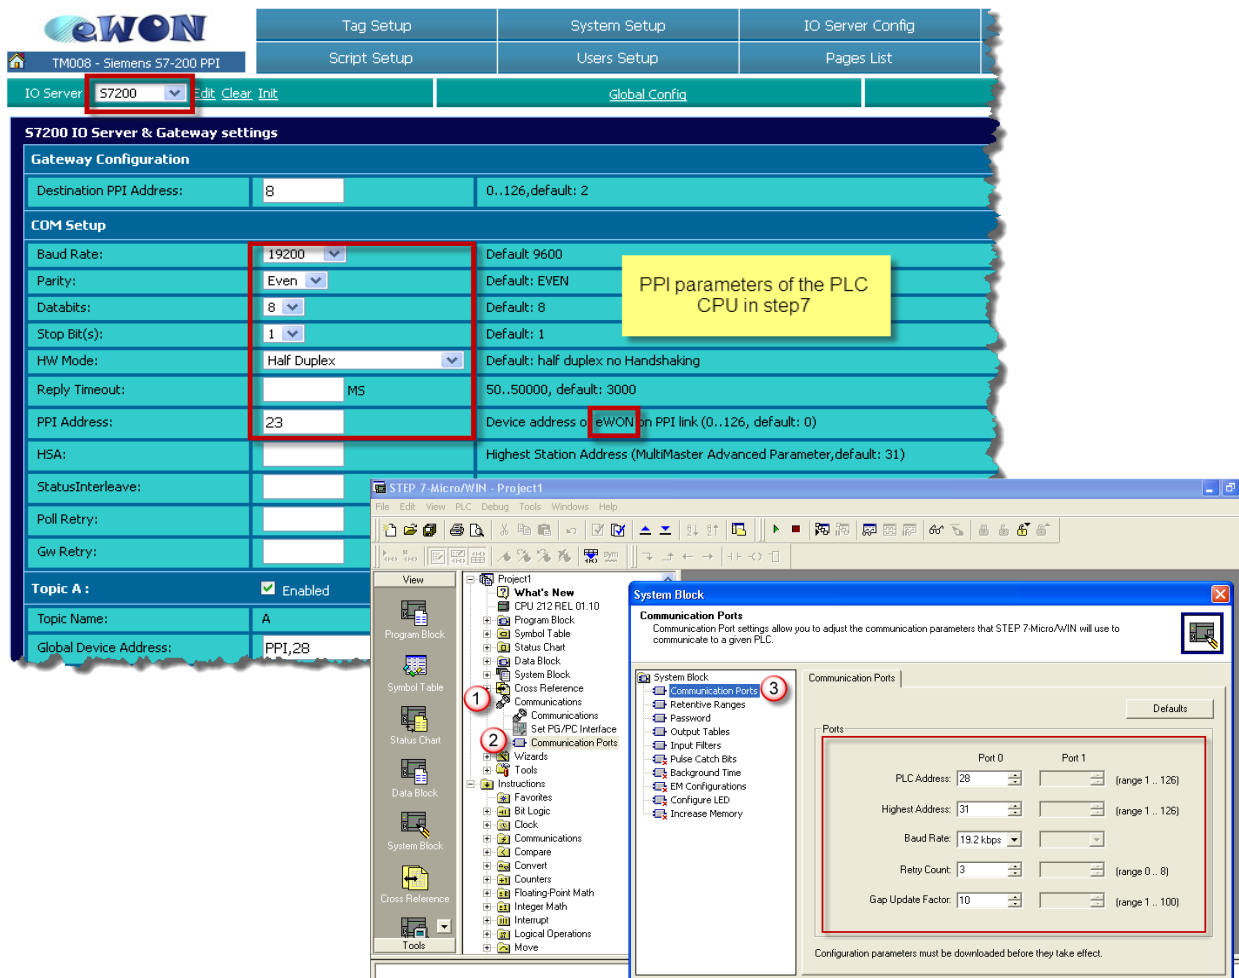 eWON
Tag Setup
System Setup
IO Server Config
TM008 - Siemens S7-200 PPI
Script Setup
Users Setup
Pages List
IO Server
S7200
Edit Clear Init
Global Config
S7200 IO Server & Gateway settings
Gateway Configuration
Destination PPI Address: 8 0..126,default: 2
COM Setup
Baud Rate: 19200 Default 9600
Parity: Even Default: EVEN
Databits: 8 Default: 8
Stop Bit(s): 1 Default: 1
HW Mode: Half Duplex Default: half duplex no Handshaking
Reply Timeout: MS 50..50000, default: 3000
PPI Address: 23 Device address of eWON on PPI link (0..126, default: 0)
HSA: Highest Station Address (MultiMaster Advanced Parameter,default: 31)
StatusInterleave:
Poll Retry:
Gw Retry:
Topic A : Enabled
Topic Name: A
Global Device Address: PPI,28
PPI parameters of the PLC
CPU in step7
STEP 7-Micro/WIN - Project1
File Edit View PLC Debug Tools Windows Help
View
Program Block
Symbol Table
Status Chart
Data Block
System Block
Cross Reference
Tools
Project1
What's New
CPU 212 REL 01.10
Program Block
Symbol Table
Status Chart
Data Block
System Block
Cross Reference
1
Communications
Communications
Set PG/PC Interface
2
Communication Ports
Wizards
Tools
Instructions
Favorites
Bit Logic
Clock
Communications
Compare
Convert
Counters
Floating-Point Math
Integer Math
Interrupt
Logical Operations
Move
System Block
Communication Ports
Communication Port settings allow you to adjust the communication parameters that STEP 7-Micro/WIN will use to
communicate to a given PLC.
System Block
Communication Ports
3
Retentive Ranges
Password
Output Tables
Input Filters
Pulse Catch Bits
Background Time
EM Configurations
Configure LED
Increase Memory
Communication Ports
Defaults
Ports
Port 0 Port 1
PLC Address: 28 (range 1 .. 126)
Highest Address: 31 (range 1 .. 126)
Baud Rate: 19.2 kbps
Retry Count: 3 (range 0 .. 8)
Gap Update Factor: 10 (range 1 .. 100)
Configuration parameters must be downloaded before they take effect.